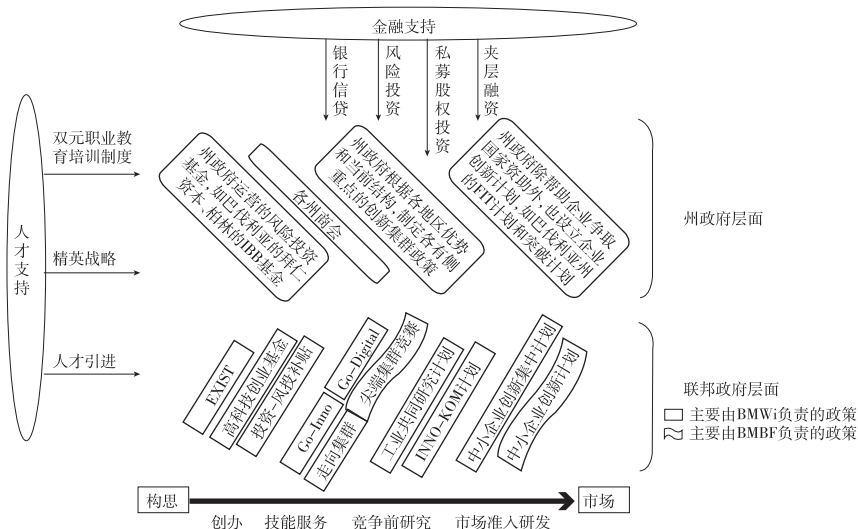 金融支持
银行信贷
风险投资
私募股权投资
夹层融资
人才支持
双元职业教
育培训制度
精英战略
人才引进
州政府运营的风险投资
基金,如巴伐利亚的拜仁
资本、柏林的IBB基金
各州商会
州政府根据各地区优势
和当前结构,制定各有侧
重点的创新集群政策
州政府除帮助企业争取
国家资助外,也设立企业
创新计划,如巴伐利亚州
的FIT计划和突破计划
州政府层面
EXIST
高科技创业基金
投资-风投补贴
Go-Inno
走向集群
Go-Digital
尖端集群竞赛
工业共同研究计划
INNO-KOM计划
中小企业创新集中计划
中小企业创新计划
联邦政府层面
主要由BMWi负责的政策
主要由BMBF负责的政策
构思
市场
创办 技能服务 竞争前研究 市场准入研发